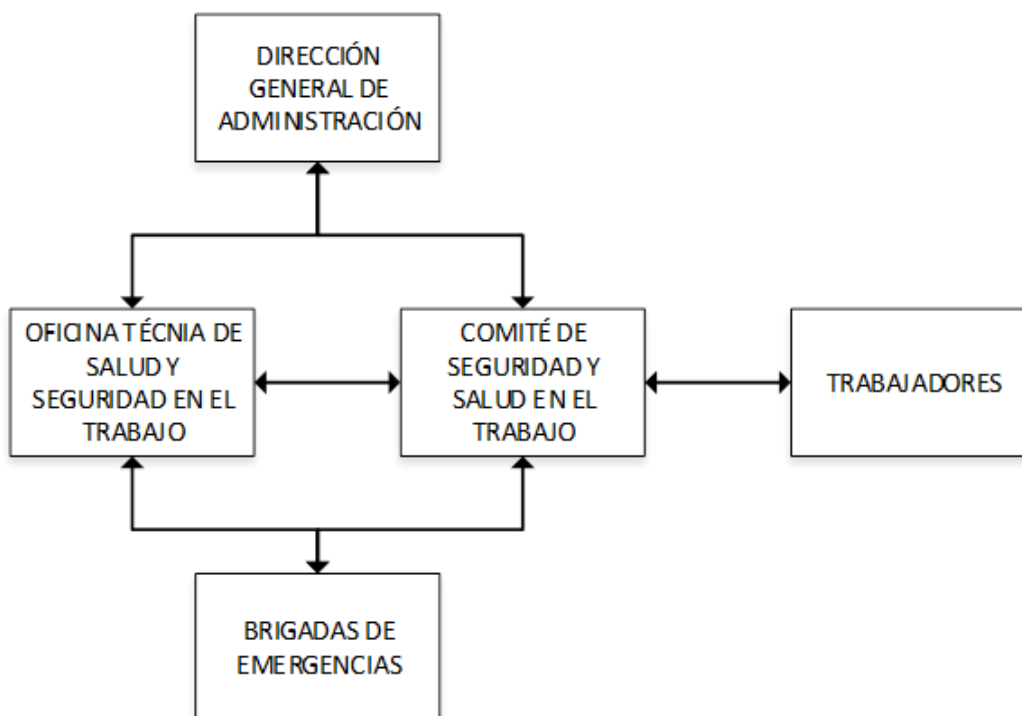 DIRECCIÓN
GENERAL DE
ADMINISTRACIÓN
OFICINA TÉCNIA DE
SALUD Y
SEGURIDAD EN EL
TRABAJO
COMITÉ DE
SEGURIDAD Y
SALUD EN EL
TRABAJO
TRABAJADORES
BRIGADAS DE
EMERGENCIAS